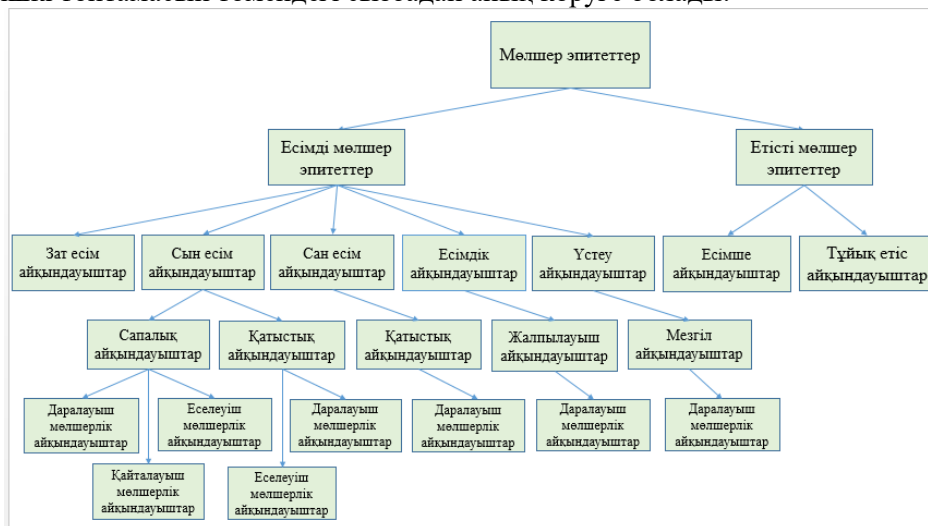 Мөлшер эпитеттер
Есімді мөлшер
эпитеттер
Етісті мөлшер
эпитеттер
Зат есім
айқындауыштар
Сын есім
айқындауыштар
Сан есім
айқындауыштар
Есімдік
айқындауыштар
Үстеу
айқындауыштар
Есімше
айқындауыштар
Тұйық етіс
айқындауыштар
Сапалық
айқындауыштар
Қатыстық
айқындауыштар
Қатыстық
айқындауыштар
Жалпылауыш
айқындауыштар
Мезгіл
айқындауыштар
Даралауыш
мөлшерлік
айқындауыштар
Еселеуіш
мөлшерлік
айқындауыштар
Даралауыш
мөлшерлік
айқындауыштар
Даралауыш
мөлшерлік
айқындауыштар
Даралауыш
мөлшерлік
айқындауыштар
Даралауыш
мөлшерлік
айқындауыштар
Қайталауыш
мөлшерлік
айқындауыштар
Еселеуіш
мөлшерлік
айқындауыштар